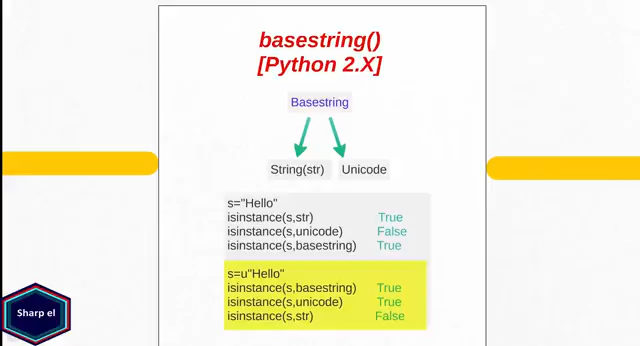 basestring()
[Python 2.X]
Basestring
String(str) Unicode
s="Hello"
isinstance(s,str) True
isinstance(s,unicode) False
isinstance(s,basestring) True
s=u"Hello"
isinstance(s,basestring) True
isinstance(s,unicode) True
isinstance(s,str) False
Sharp el